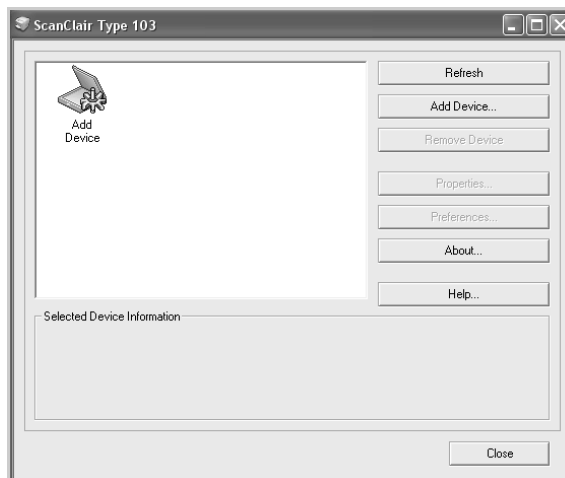 ScanClair Type 103
Add
Device
Refresh
Add Device...
Remove Device
Properties...
Preferences...
About...
Help...
Selected Device Information
Close